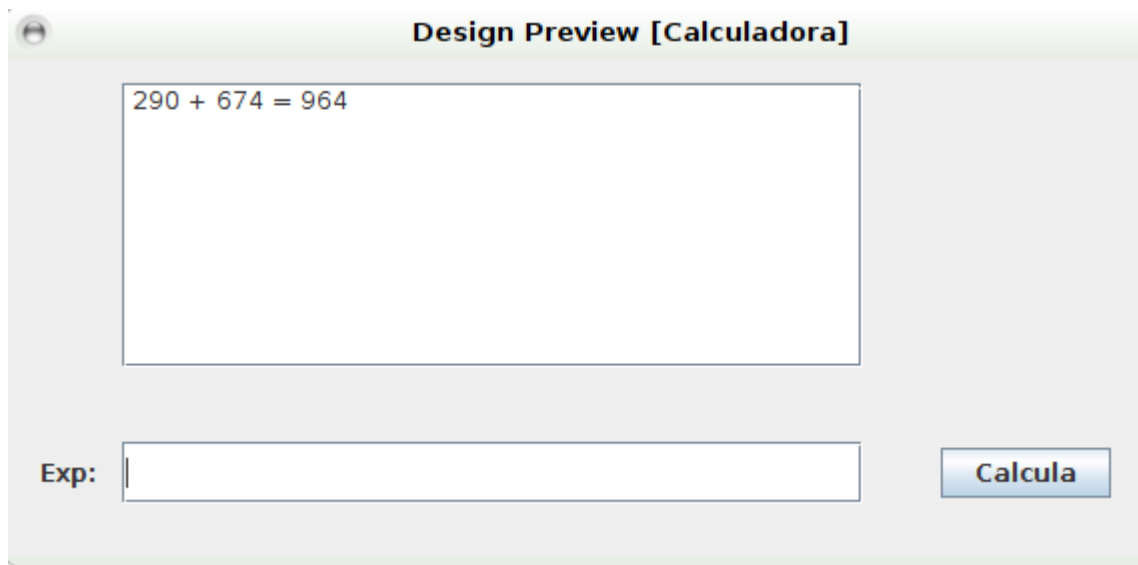 Design Preview [Calculadora]
290 + 674 = 964
Exp:
Calcula